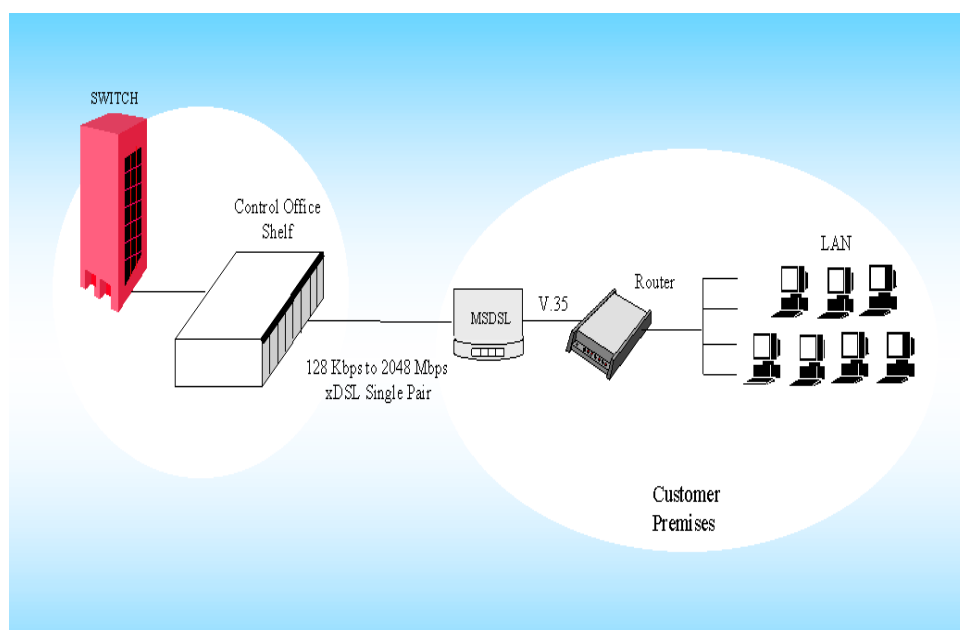 SWITCH
Control Office
Shelf
128 Kbps to 2048 Mbps
xDSL Single Pair
MSDSL
V.35
Router
LAN
Customer
Premises